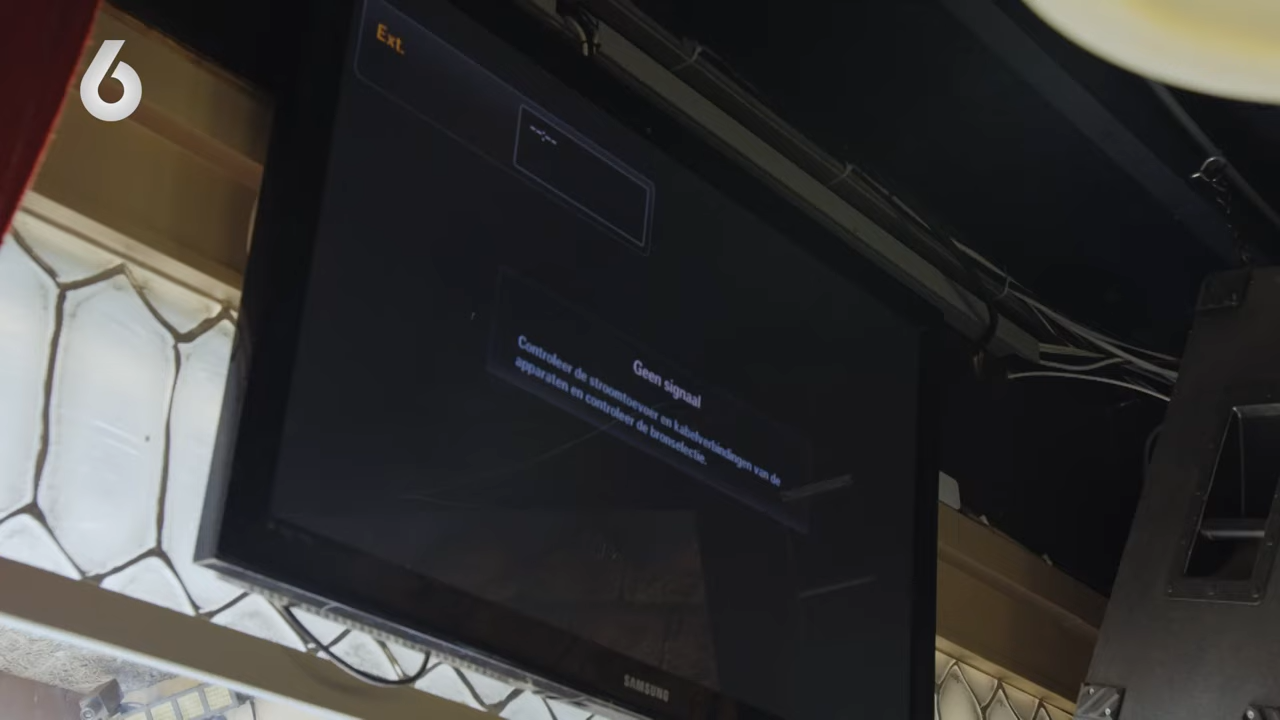 6
Ext.
--:--
Geen signaal
Controleer de stroomtoevoer en kabelverbindingen van de
apparaten en controleer de bronselectie.
SAMSUNG